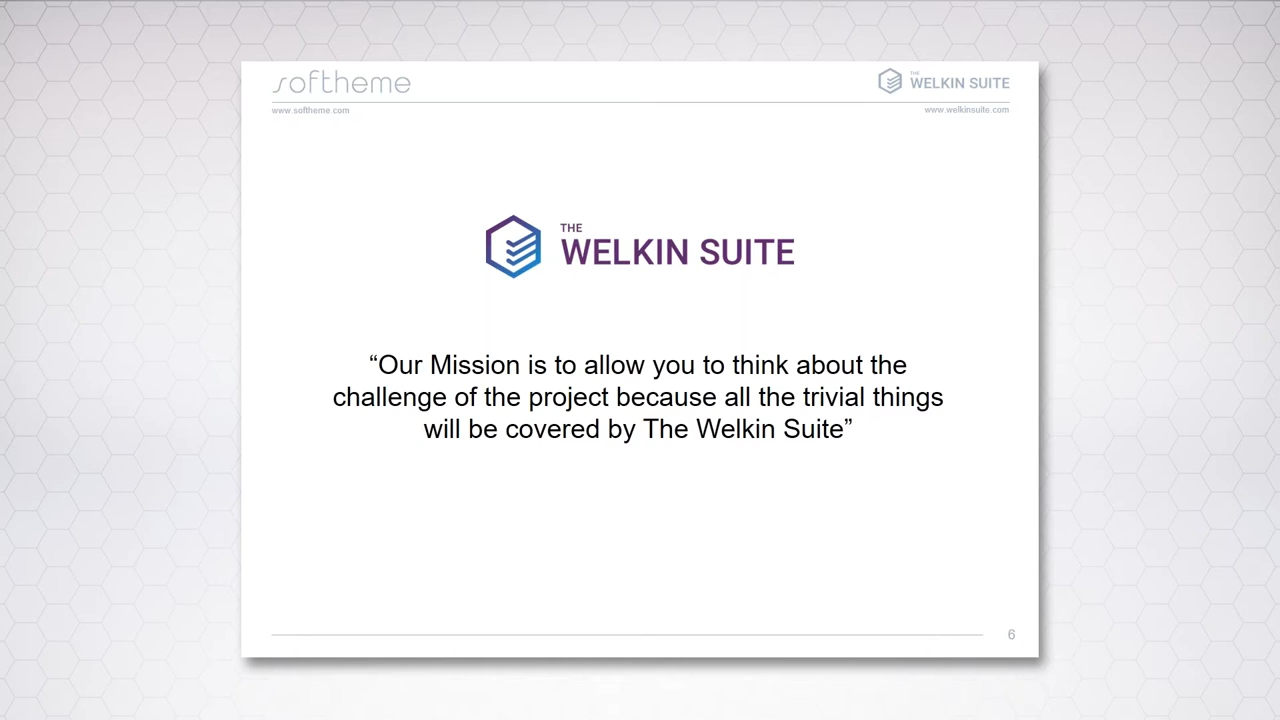 softheme
THE
WELKIN SUITE
www.softheme.com
www.welkinsuite.com
THE
WELKIN SUITE
“Our Mission is to allow you to think about the
challenge of the project because all the trivial things
will be covered by The Welkin Suite”
6